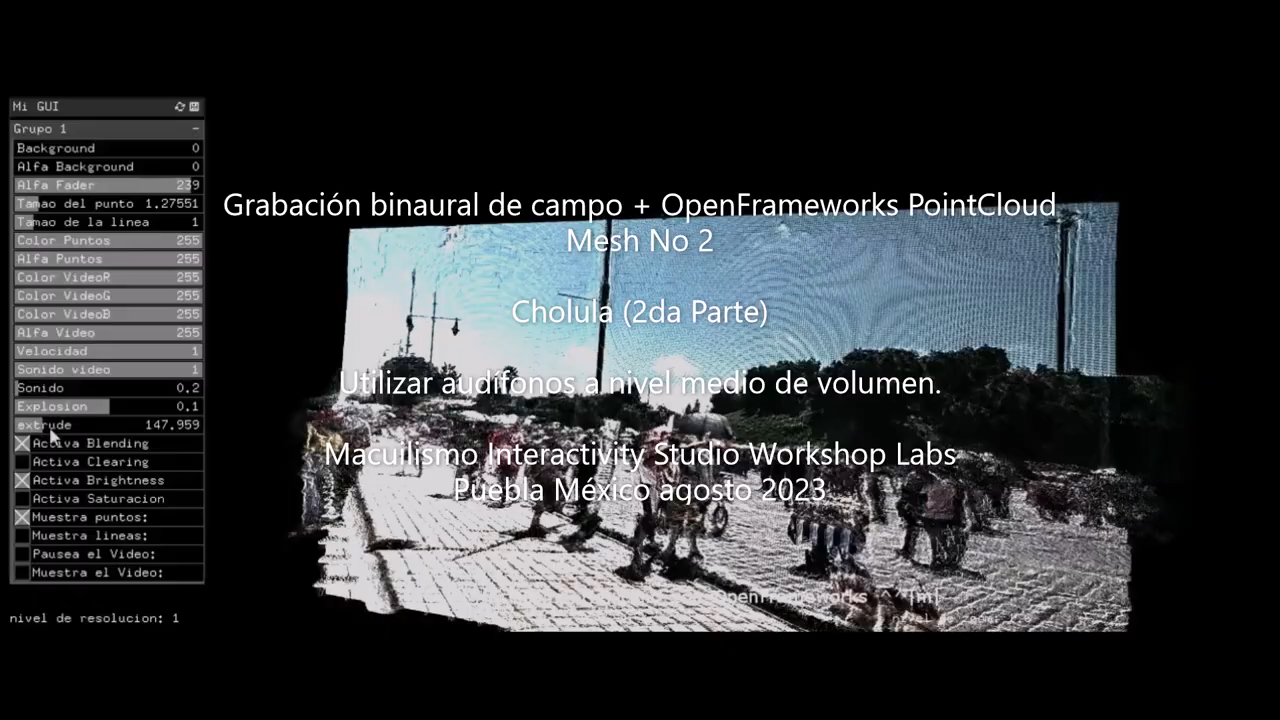 Mi GUI
Grupo 1 -
Background 0
Alfa Background 0
Alfa Fader 239
Tamao del punto 1.27551
Tamao de la linea 1
Color Puntos 255
Alfa Puntos 255
Color VideoR 255
Color VideoG 255
Color VideoB 255
Alfa Video 255
Velocidad 1
Sonido video 1
Sonido 0.2
Explosion 0.1
extrude 147.959
Activa Blending
Activa Clearing
Activa Brightness
Activa Saturacion
Muestra puntos:
Muestra lineas:
Pausea el Video:
Muestra el Video:
nivel de resolucion: 1
Grabación binaural de campo + OpenFrameworks PointCloud
Mesh No 2
Cholula (2da Parte)
Utilizar audífonos a nivel medio de volumen.
Macuilismo Interactivity Studio Workshop Labs
Puebla México agosto 2023
OpenFrameworks ^^|m|